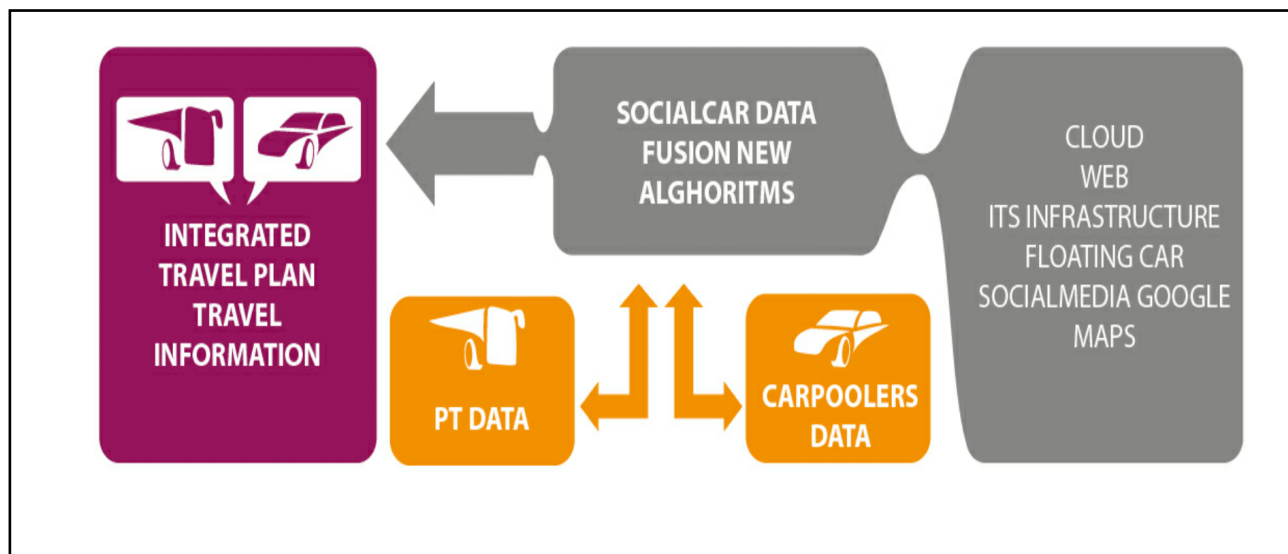 INTEGRATED
TRAVEL PLAN
TRAVEL
INFORMATION
SOCIALCAR DATA
FUSION NEW
ALGHORITMS
PT DATA
CARPOOLERS
DATA
CLOUD
WEB
ITS INFRASTRUCTURE
FLOATING CAR
SOCIALMEDIA GOOGLE
MAPS